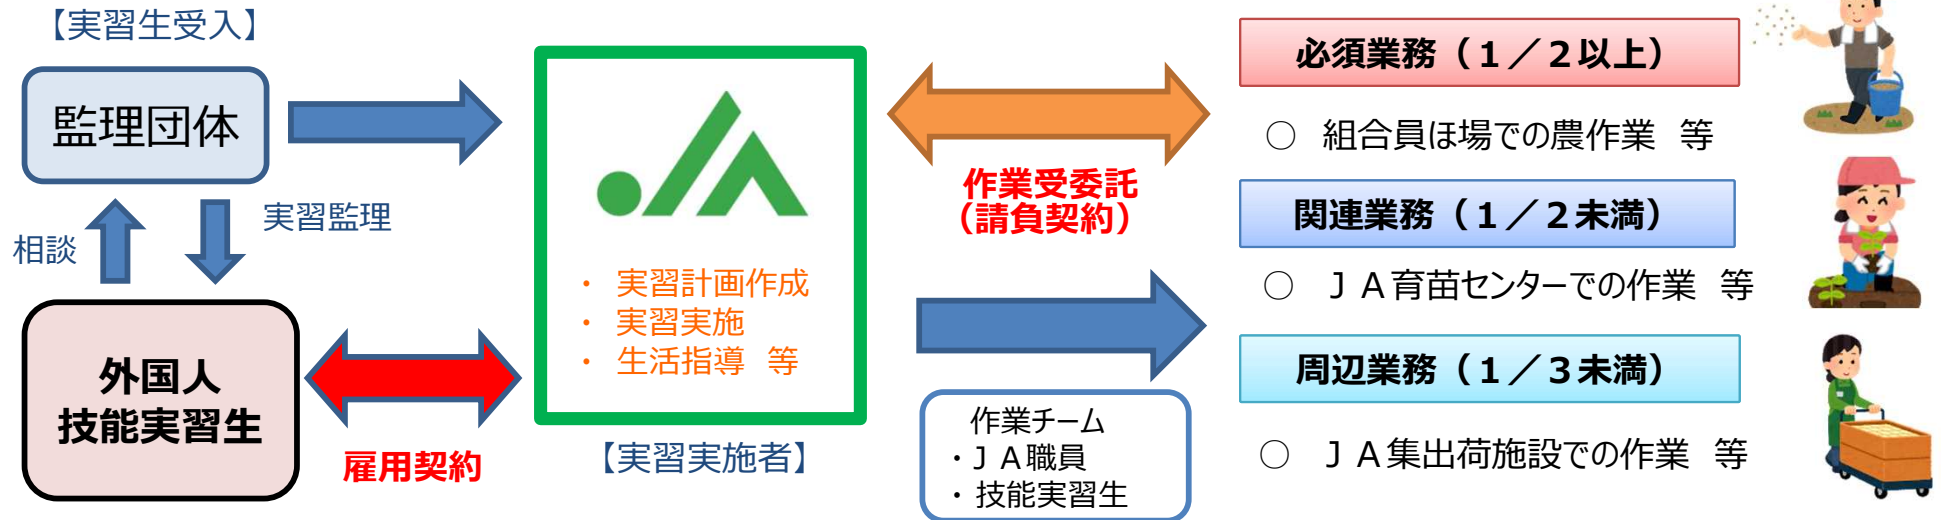 【実習生受入】
監理団体
相談
実習監理
外国人
技能実習生
雇用契約
JA
・ 実習計画作成
・ 実習実施
・ 生活指導 等
【実習実施者】
作業受委託
（請負契約）
作業チーム
・ＪＡ職員
・技能実習生
必須業務（１／２以上）
○ 組合員ほ場での農作業 等
関連業務（１／２未満）
○ ＪＡ育苗センターでの作業 等
周辺業務（１／３未満）
○ ＪＡ集出荷施設での作業 等